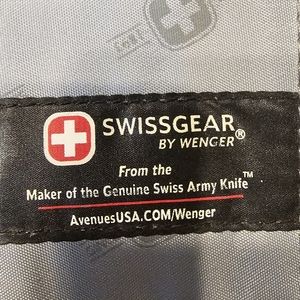 SWISSGEAR
BY WENGER®
From the
Maker of the Genuine Swiss Army Knife™
AvenuesUSA.COM/Wenger